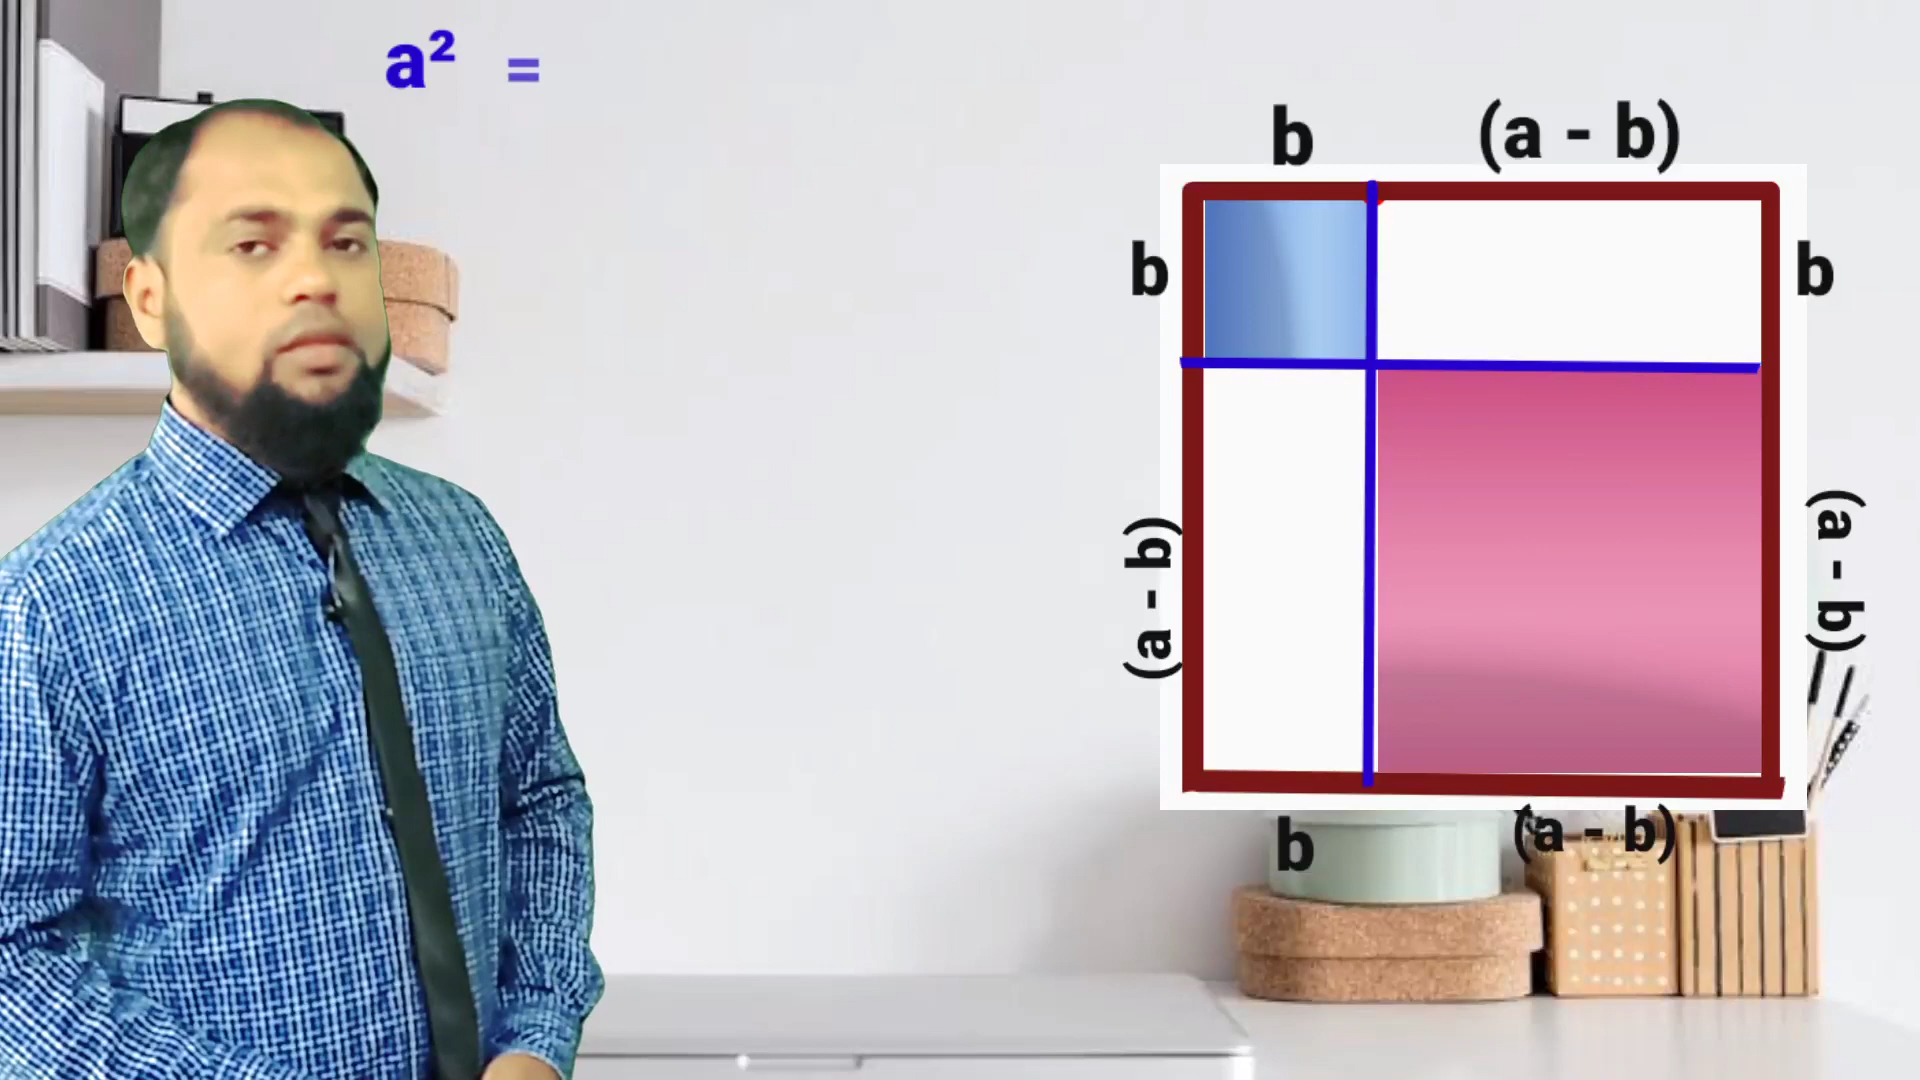 a² =
b (a - b)
b b
(a - b) (a - b)
b (a - b)